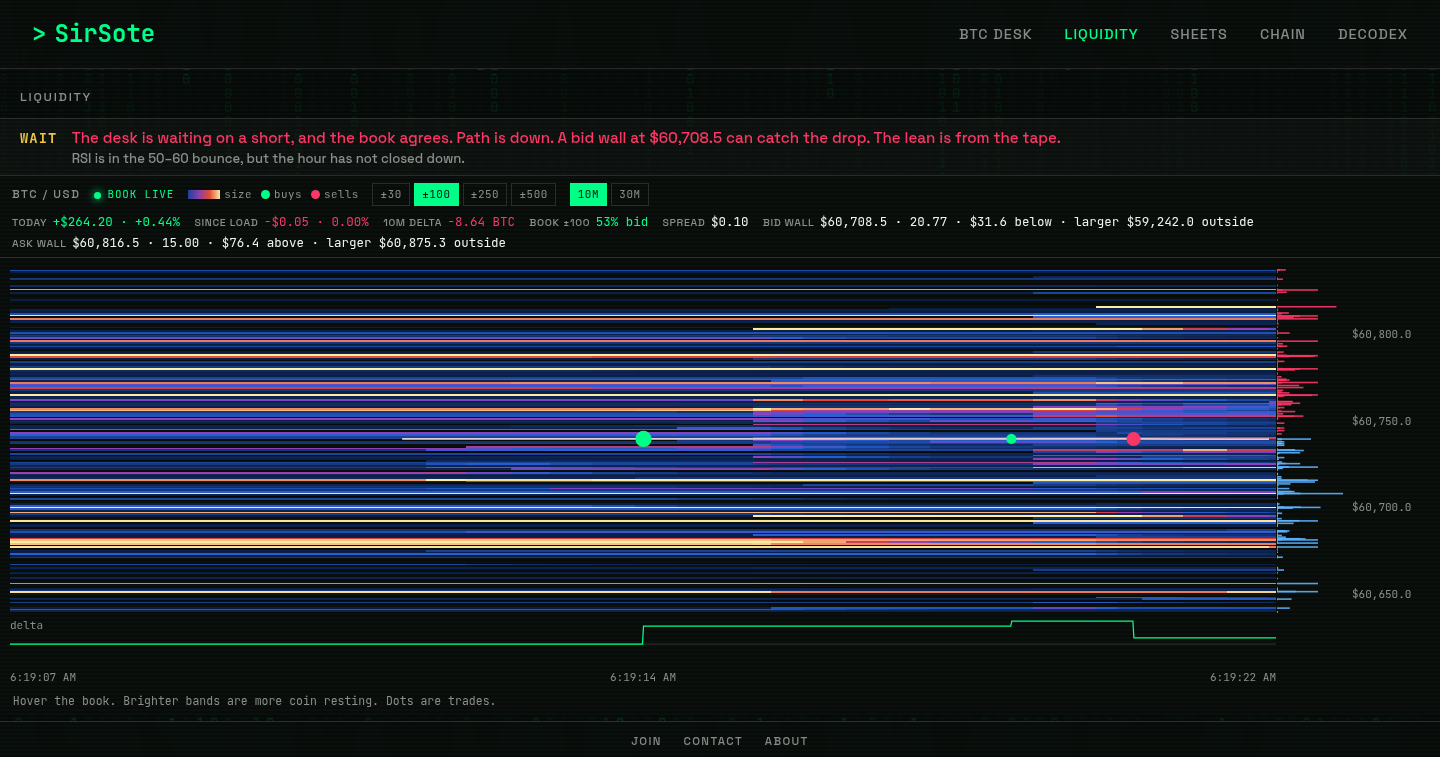 > SirSote
BTC DESK LIQUIDITY SHEETS CHAIN DECODEX
LIQUIDITY
WAIT The desk is waiting on a short, and the book agrees. Path is down. A bid wall at $60,708.5 can catch the drop. The lean is from the tape.
RSI is in the 50–60 bounce, but the hour has not closed down.
BTC / USD BOOK LIVE size buys sells ±30 ±100 ±250 ±500 10M 30M
TODAY +$264.20 · +0.44% SINCE LOAD -$0.05 · 0.00% 10M DELTA -8.64 BTC BOOK ±100 53% bid SPREAD $0.10 BID WALL $60,708.5 · 20.77 · $31.6 below · larger $59,242.0 outside
ASK WALL $60,816.5 · 15.00 · $76.4 above · larger $60,875.3 outside
$60,800.0
$60,750.0
$60,700.0
$60,650.0
delta
6:19:07 AM 6:19:14 AM 6:19:22 AM
Hover the book. Brighter bands are more coin resting. Dots are trades.
JOIN CONTACT ABOUT